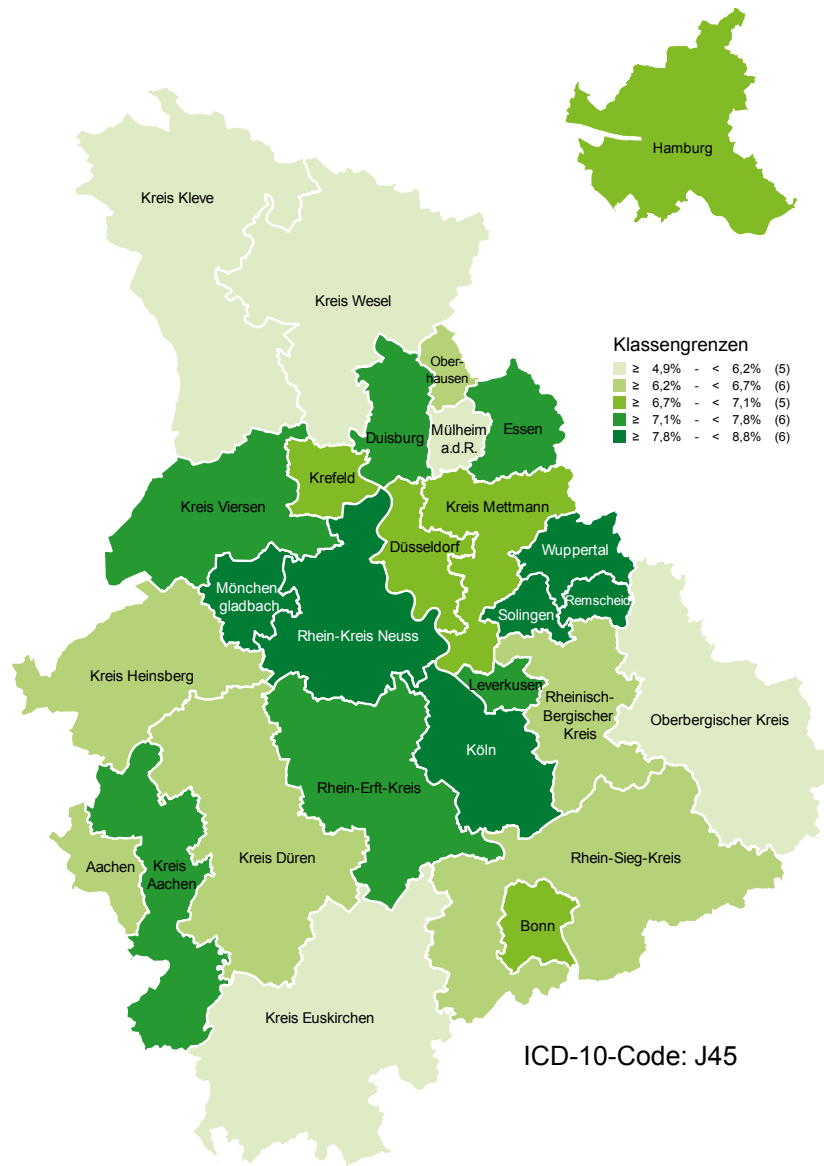 Hamburg
Kreis Kleve
Kreis Wesel
Klassengrenzen
≥ 4,9% - < 6,2% (5)
≥ 6,2% - < 6,7% (6)
≥ 6,7% - < 7,1% (5)
≥ 7,1% - < 7,8% (6)
≥ 7,8% - < 8,8% (6)
Ober-
hausen
Duisburg
Mülheim
a.d.R.
Essen
Krefeld
Kreis Viersen
Kreis Mettmann
Düsseldorf
Wuppertal
Mönchen
gladbach
Remscheid
Solingen
Rhein-Kreis Neuss
Kreis Heinsberg
Leverkusen
Rheinisch-
Bergischer
Kreis
Oberbergischer Kreis
Köln
Rhein-Erft-Kreis
Kreis Düren
Rhein-Sieg-Kreis
Aachen
Kreis
Aachen
Bonn
Kreis Euskirchen
ICD-10-Code: J45